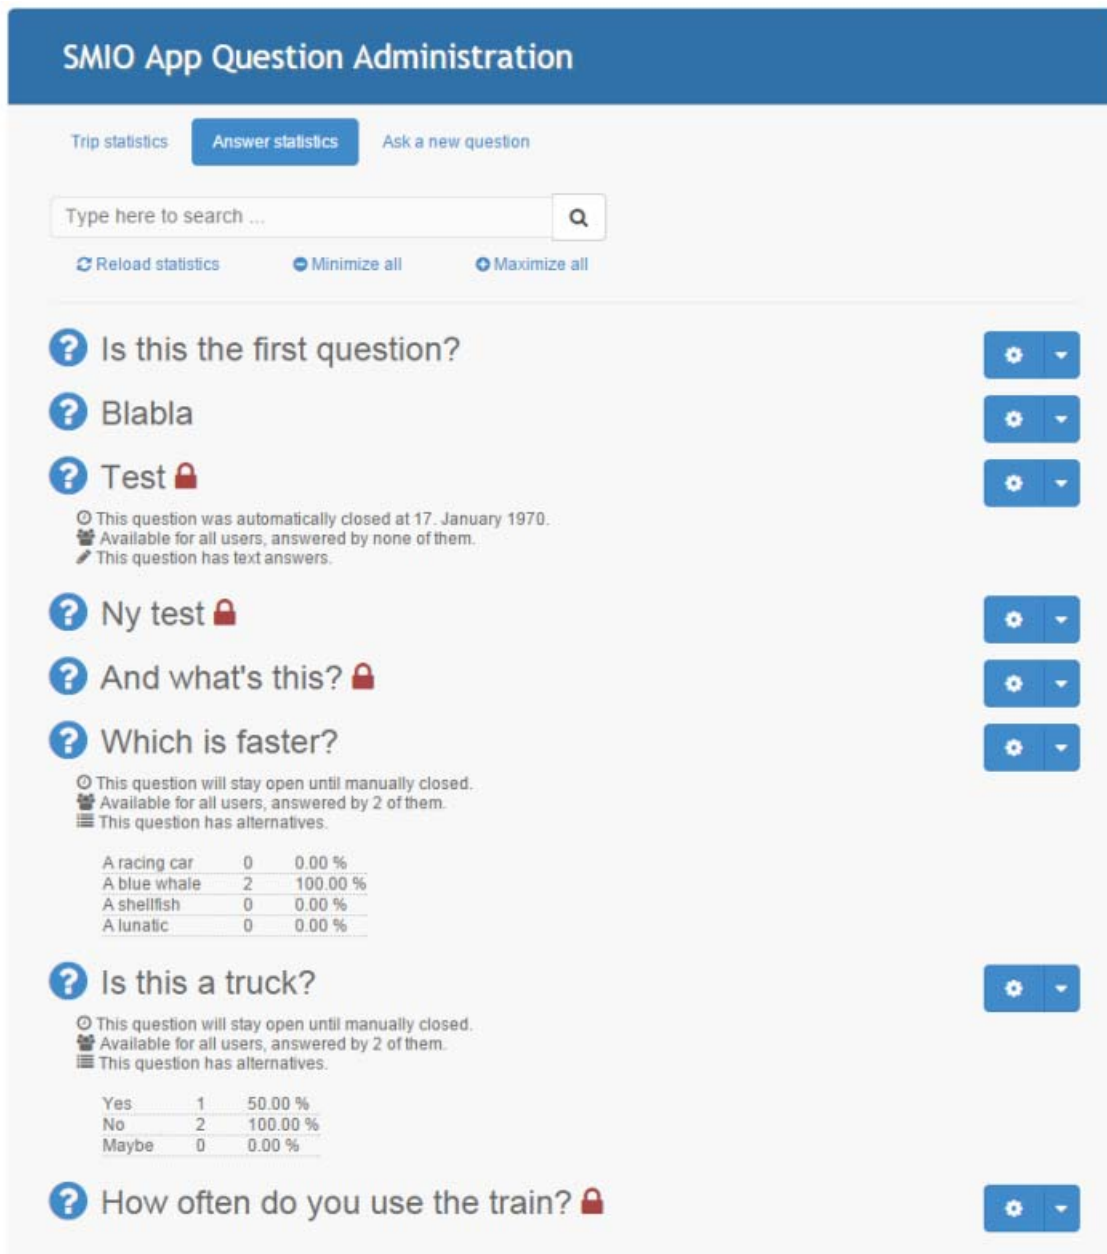 SMIO App Question Administration
Trip statistics Answer statistics Ask a new question
Type here to search ...
Reload statistics Minimize all Maximize all
Is this the first question?
Blabla
Test
This question was automatically closed at 17. January 1970.
Available for all users, answered by none of them.
This question has text answers.
Ny test
And what's this?
Which is faster?
This question will stay open until manually closed.
Available for all users, answered by 2 of them.
This question has alternatives.
A racing car 0 0.00 %
A blue whale 2 100.00 %
A shellfish 0 0.00 %
A lunatic 0 0.00 %
Is this a truck?
This question will stay open until manually closed.
Available for all users, answered by 2 of them.
This question has alternatives.
Yes 1 50.00 %
No 2 100.00 %
Maybe 0 0.00 %
How often do you use the train?